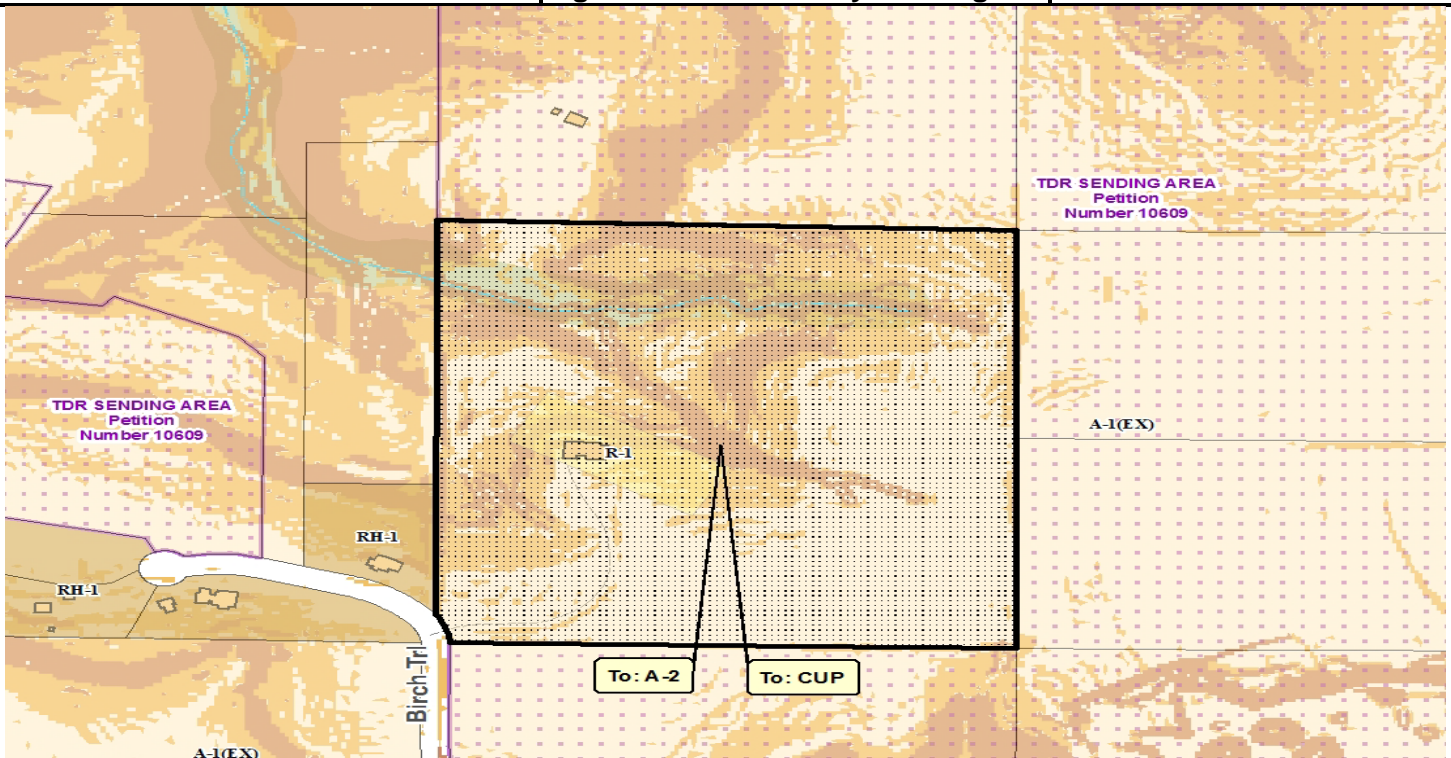 TDR SENDING AREA
Petition
Number 10609
TDR SENDING AREA
Petition
Number 10609
A-1(EX)
R-1
RH-1
RH-1
To: A-2
To: CUP
Birch-Trl
A-1(EX)